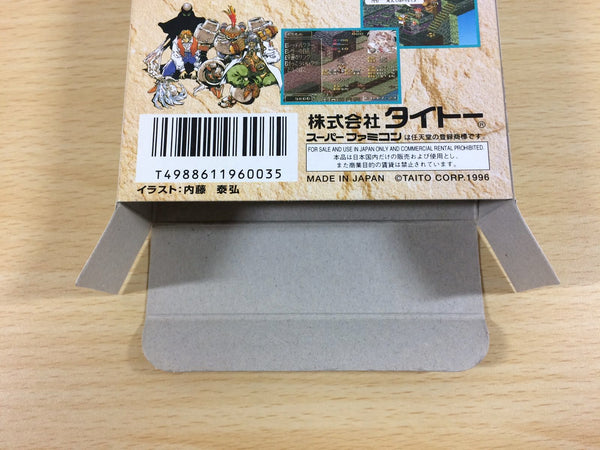 株式会社 タイトー®
スーパーファミコンは任天堂の登録商標です
FOR SALE AND USE IN JAPAN ONLY AND COMMERCIAL RENTAL PROHIBITED.
本品は日本国内だけの販売および使用とし、
また商業目的の賃貸は禁止されています。
MADE IN JAPAN ©TAITO CORP.1996
T4988611960035
イラスト:内藤 泰弘